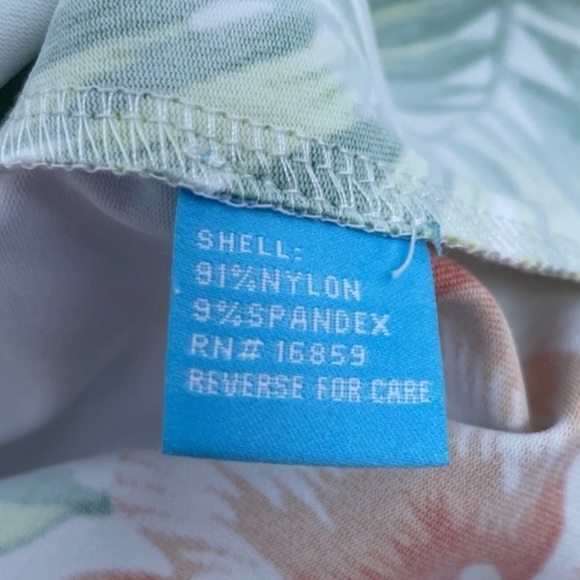 SHELL:
91%NYLON
9%SPANDEX
RN# 16859
REVERSE FOR CARE